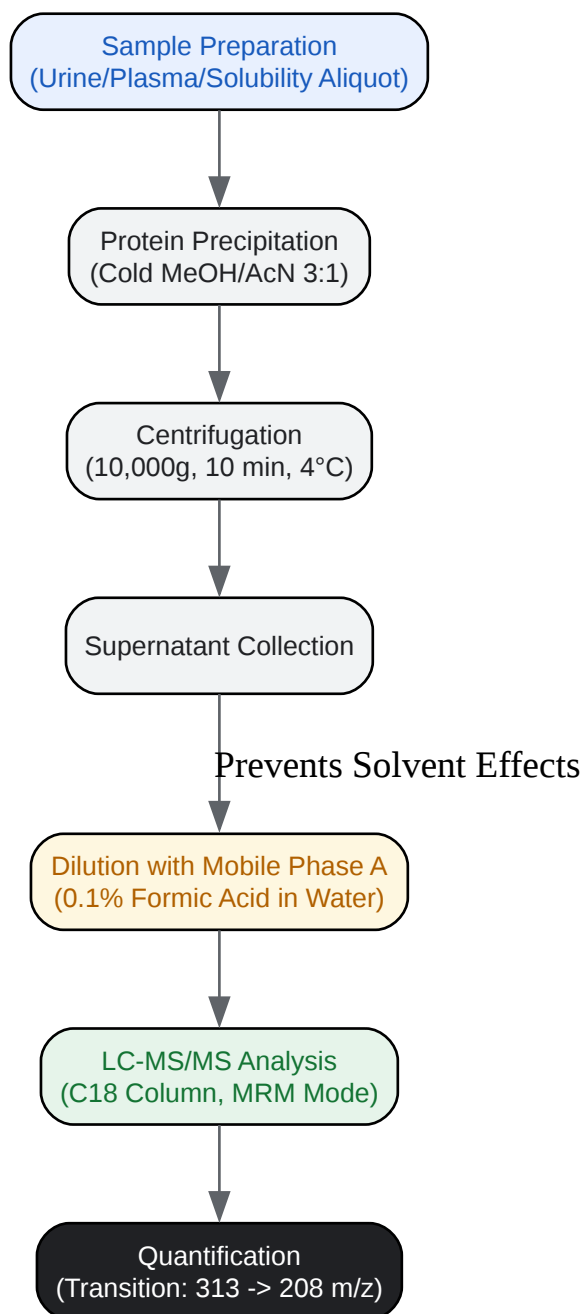 Sample Preparation
(Urine/Plasma/Solubility Aliquot)
Protein Precipitation
(Cold MeOH/AcN 3:1)
Centrifugation
(10,000g, 10 min, 4°C)
Supernatant Collection
Prevents Solvent Effects
Dilution with Mobile Phase A
(0.1% Formic Acid in Water)
LC-MS/MS Analysis
(C18 Column, MRM Mode)
Quantification
(Transition: 313 -> 208 m/z)